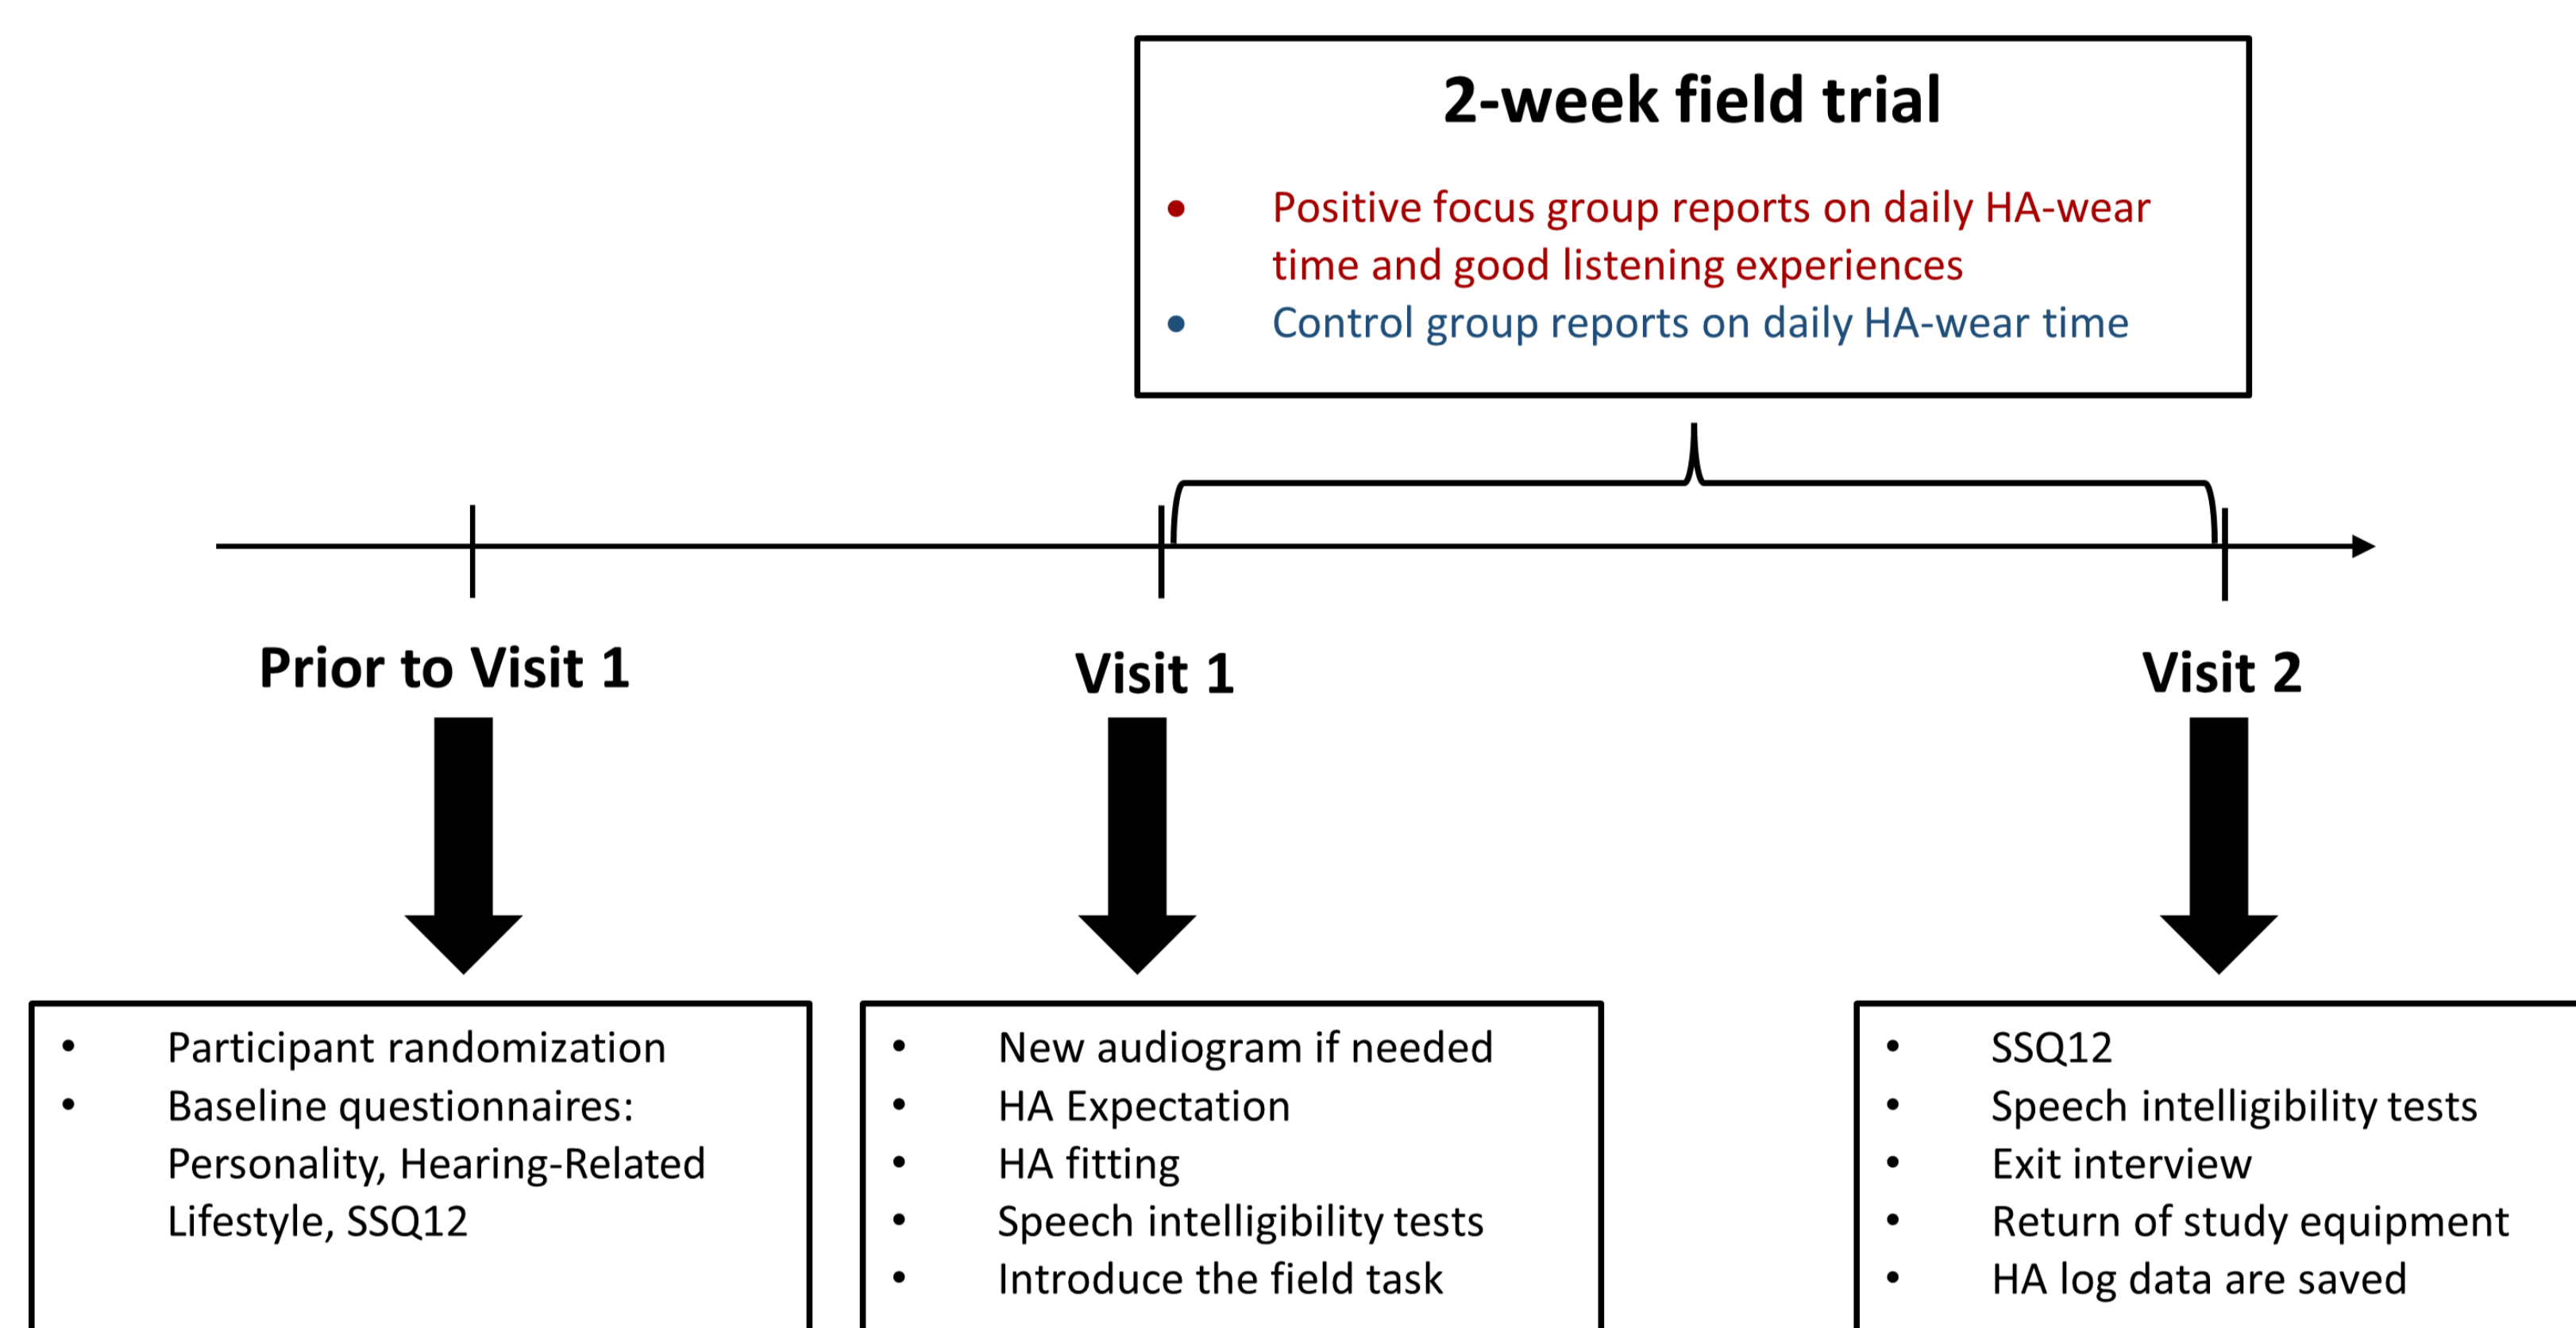 2-week field trial
• Positive focus group reports on daily HA-wear
time and good listening experiences
• Control group reports on daily HA-wear time
Prior to Visit 1
Visit 1
Visit 2
• Participant randomization
• Baseline questionnaires:
Personality, Hearing-Related
Lifestyle, SSQ12
• New audiogram if needed
• HA Expectation
• HA fitting
• Speech intelligibility tests
• Introduce the field task
• SSQ12
• Speech intelligibility tests
• Exit interview
• Return of study equipment
• HA log data are saved